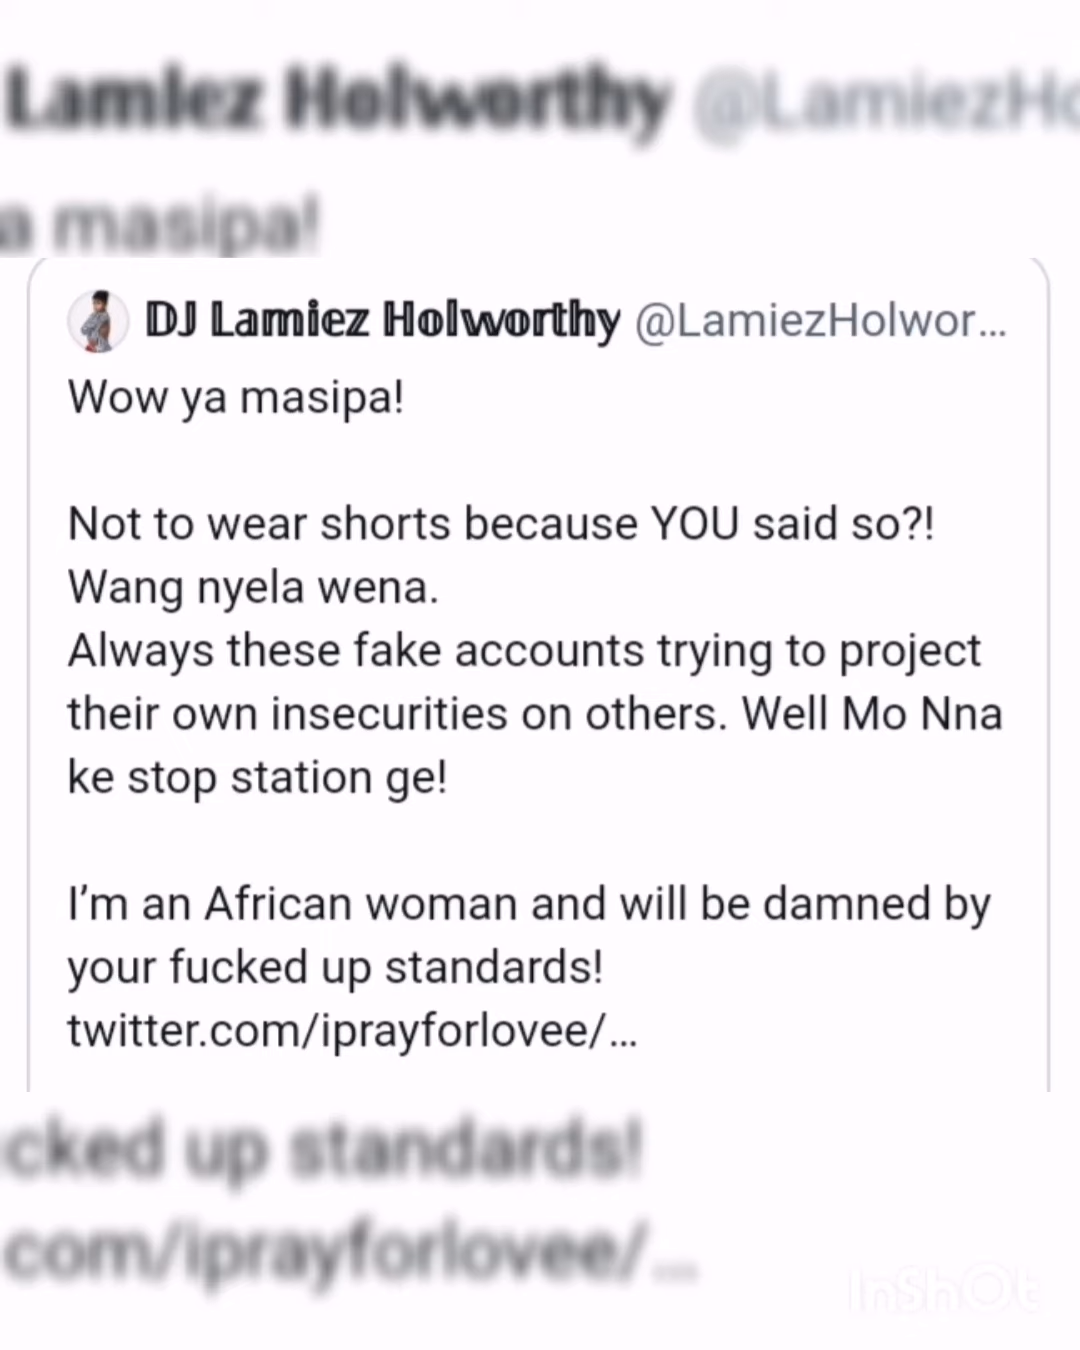 Lamiez Holworthy @LamiezHo
a masipa!
DJ Lamiez Holworthy @LamiezHolwor...
Wow ya masipa!
Not to wear shorts because YOU said so?!
Wang nyela wena.
Always these fake accounts trying to project
their own insecurities on others. Well Mo Nna
ke stop station ge!
I’m an African woman and will be damned by
your fucked up standards!
twitter.com/iprayforlovee/...
cked up standards!
com/iprayforlovee/...
InShOt